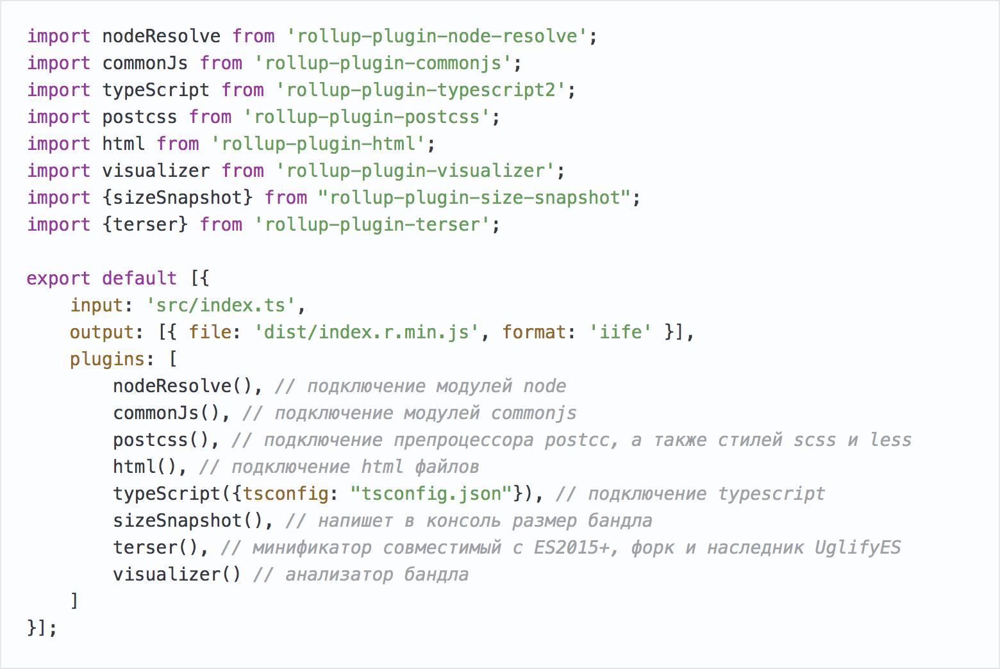 import nodeResolve from 'rollup-plugin-node-resolve';
import commonJs from 'rollup-plugin-commonjs';
import typeScript from 'rollup-plugin-typescript2';
import postcss from 'rollup-plugin-postcss';
import html from 'rollup-plugin-html';
import visualizer from 'rollup-plugin-visualizer';
import {sizeSnapshot} from "rollup-plugin-size-snapshot";
import {terser} from 'rollup-plugin-terser';

export default [{
    input: 'src/index.ts',
    output: [{ file: 'dist/index.r.min.js', format: 'iife' }],
    plugins: [
        nodeResolve(), // подключение модулей node
        commonJs(), // подключение модулей commonjs
        postcss(), // подключение препроцессора postcc, а также стилей scss и less
        html(), // подключение html файлов
        typeScript({tsconfig: "tsconfig.json"}), // подключение typescript
        sizeSnapshot(), // напишет в консоль размер бандла
        terser(), // минификатор совместимый с ES2015+, форк и наследник UglifyES
        visualizer() // анализатор бандла
    ]
}];